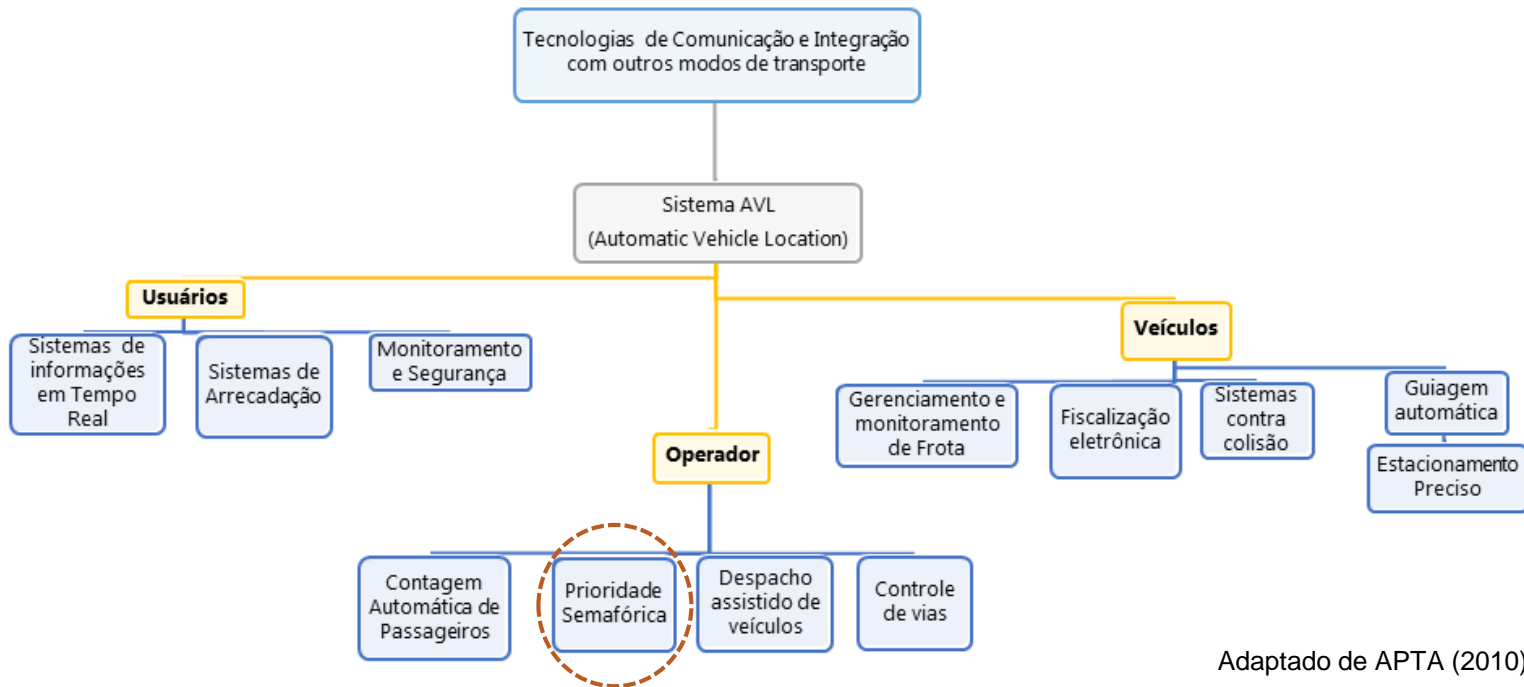 Tecnologias de Comunicação e Integração
com outros modos de transporte
Sistema AVL
(Automatic Vehicle Location)
Usuários
Sistemas de
informações
em Tempo
Real
Sistemas de
Arrecadação
Monitoramento
e Segurança
Veículos
Gerenciamento e
monitoramento
de Frota
Fiscalização
eletrônica
Sistemas
contra
colisão
Guiagem
automática
Estacionamento
Preciso
Operador
Contagem
Automática de
Passageiros
Prioridade
Semafórica
Despacho
assistido de
veículos
Controle
de vias
Adaptado de APTA (2010)